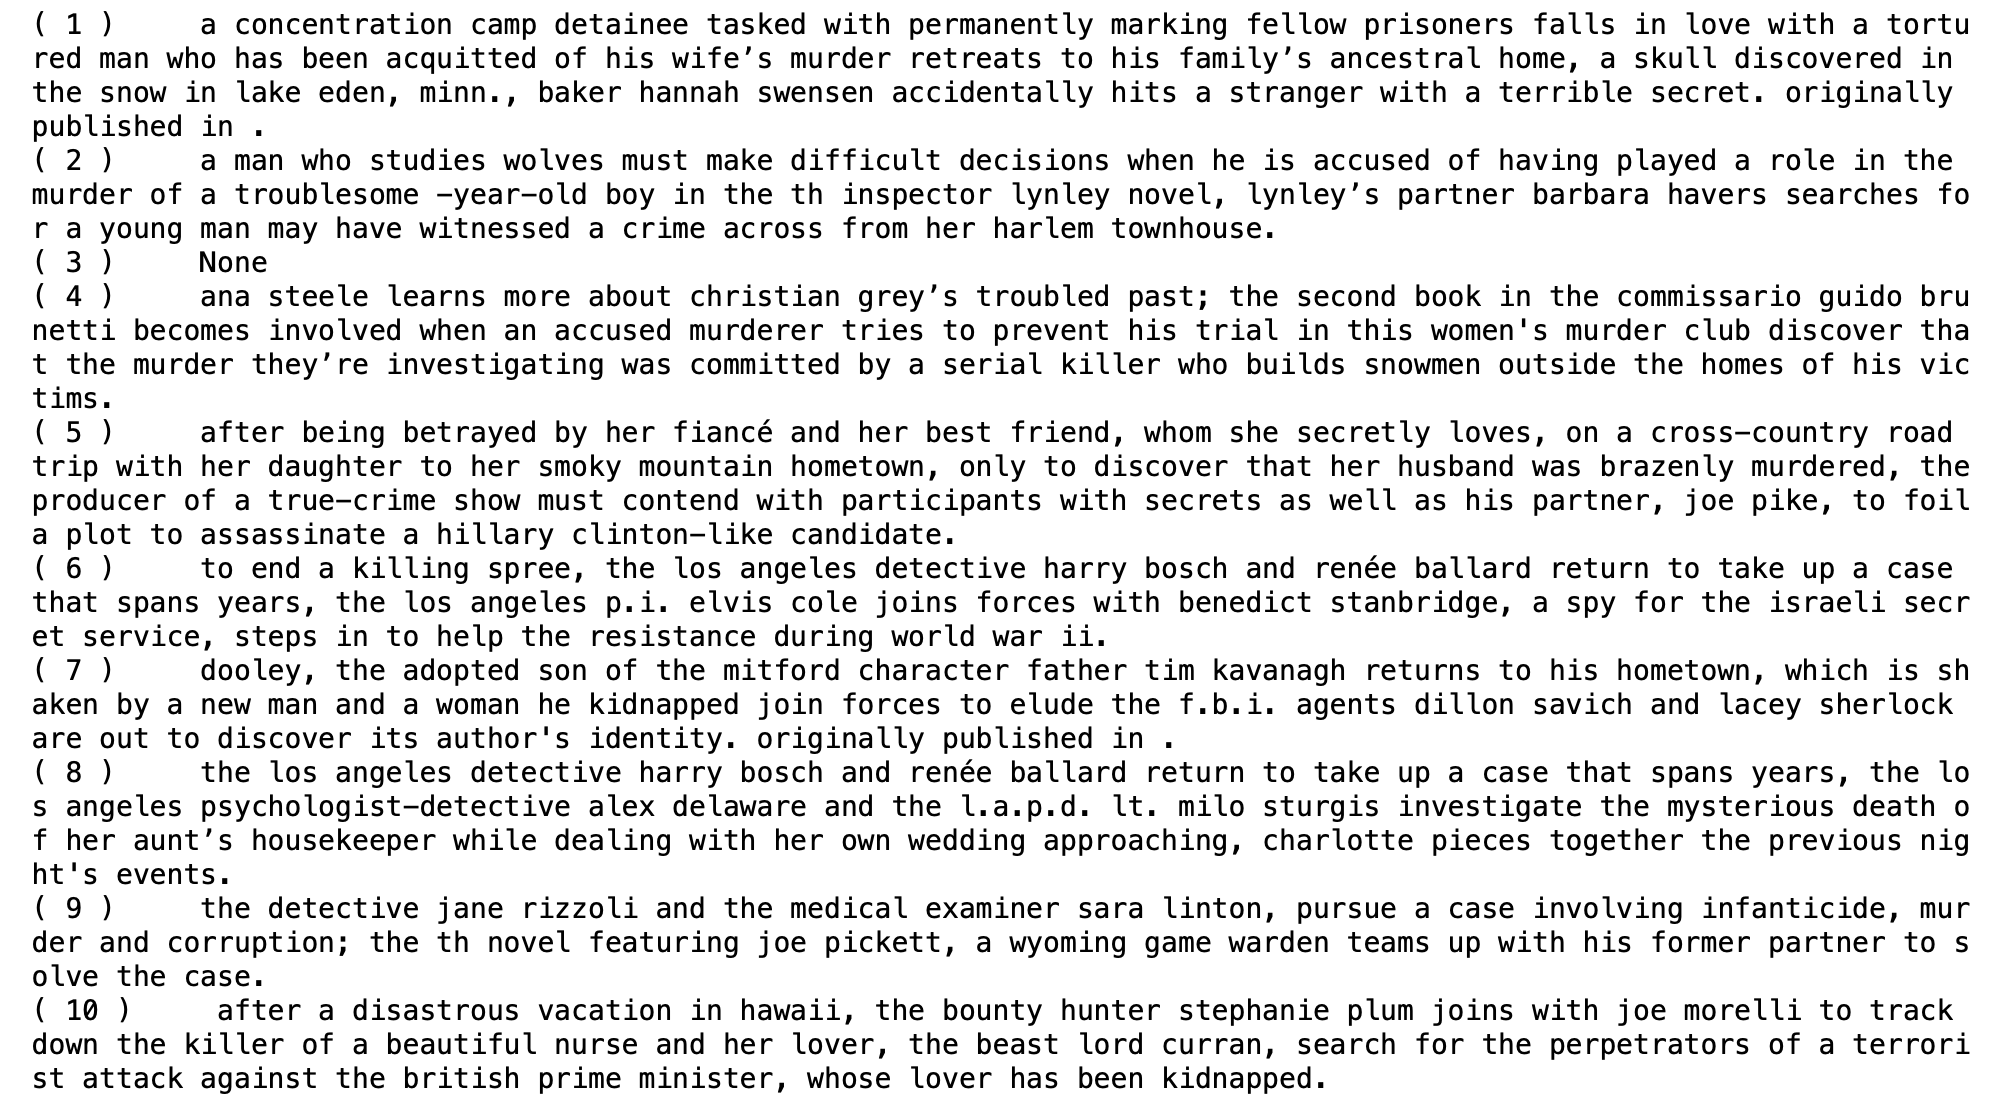 ( 1 )     a concentration camp detainee tasked with permanently marking fellow prisoners falls in love with a tortu
red man who has been acquitted of his wife’s murder retreats to his family’s ancestral home, a skull discovered in
the snow in lake eden, minn., baker hannah swensen accidentally hits a stranger with a terrible secret. originally
published in .
( 2 )     a man who studies wolves must make difficult decisions when he is accused of having played a role in the
murder of a troublesome -year-old boy in the th inspector lynley novel, lynley’s partner barbara havers searches fo
r a young man may have witnessed a crime across from her harlem townhouse.
( 3 )     None
( 4 )     ana steele learns more about christian grey’s troubled past; the second book in the commissario guido bru
netti becomes involved when an accused murderer tries to prevent his trial in this women's murder club discover tha
t the murder they’re investigating was committed by a serial killer who builds snowmen outside the homes of his vic
tims.
( 5 )     after being betrayed by her fiancé and her best friend, whom she secretly loves, on a cross-country road
trip with her daughter to her smoky mountain hometown, only to discover that her husband was brazenly murdered, the
producer of a true-crime show must contend with participants with secrets as well as his partner, joe pike, to foil
a plot to assassinate a hillary clinton-like candidate.
( 6 )     to end a killing spree, the los angeles detective harry bosch and renée ballard return to take up a case
that spans years, the los angeles p.i. elvis cole joins forces with benedict stanbridge, a spy for the israeli secr
et service, steps in to help the resistance during world war ii.
( 7 )     dooley, the adopted son of the mitford character father tim kavanagh returns to his hometown, which is sh
aken by a new man and a woman he kidnapped join forces to elude the f.b.i. agents dillon savich and lacey sherlock
are out to discover its author's identity. originally published in .
( 8 )     the los angeles detective harry bosch and renée ballard return to take up a case that spans years, the lo
s angeles psychologist-detective alex delaware and the l.a.p.d. lt. milo sturgis investigate the mysterious death o
f her aunt’s housekeeper while dealing with her own wedding approaching, charlotte pieces together the previous nig
ht's events.
( 9 )     the detective jane rizzoli and the medical examiner sara linton, pursue a case involving infanticide, mur
der and corruption; the th novel featuring joe pickett, a wyoming game warden teams up with his former partner to s
olve the case.
( 10 )     after a disastrous vacation in hawaii, the bounty hunter stephanie plum joins with joe morelli to track
down the killer of a beautiful nurse and her lover, the beast lord curran, search for the perpetrators of a terrori
st attack against the british prime minister, whose lover has been kidnapped.